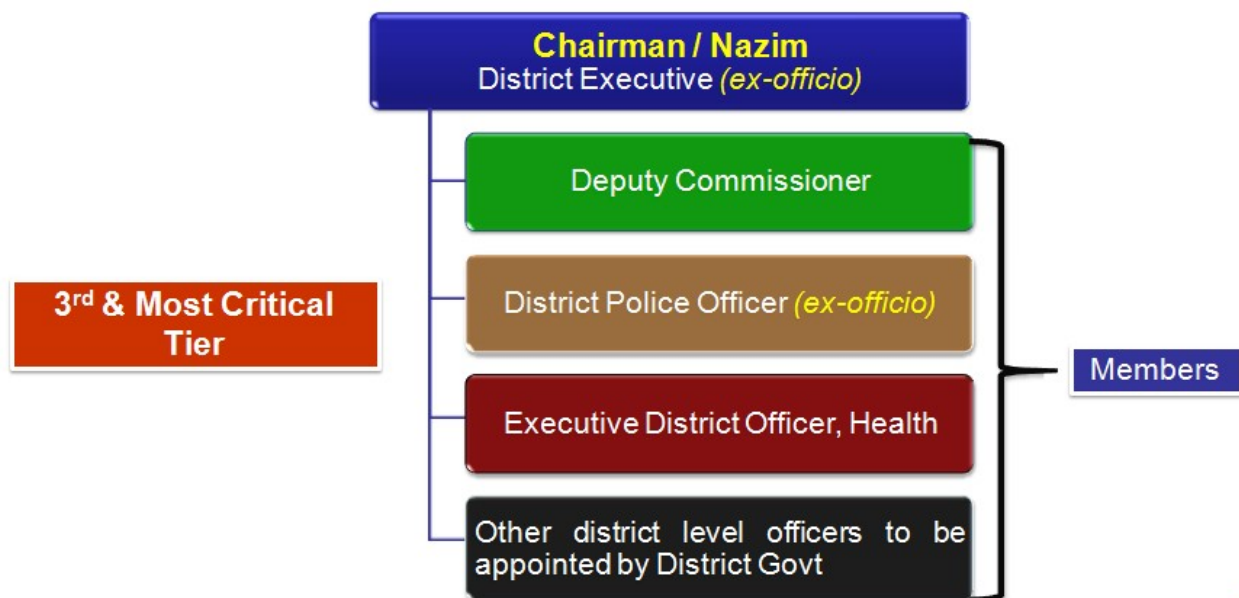 Chairman / Nazim
District Executive (ex-officio)
Deputy Commissioner
District Police Officer (ex-officio)
3rd & Most Critical
Tier
Members
Executive District Officer, Health
Other district level officers to be
appointed by District Govt